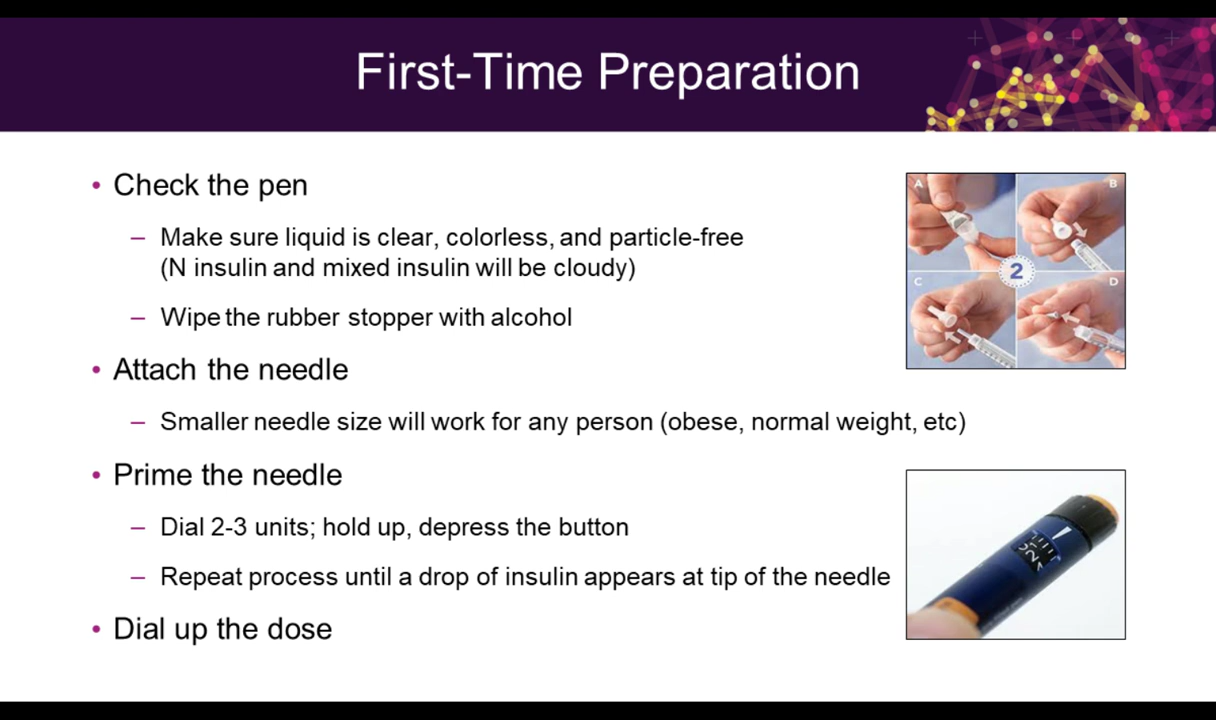 First-Time Preparation
• Check the pen
– Make sure liquid is clear, colorless, and particle-free
(N insulin and mixed insulin will be cloudy)
– Wipe the rubber stopper with alcohol
• Attach the needle
– Smaller needle size will work for any person (obese, normal weight, etc)
• Prime the needle
– Dial 2-3 units; hold up, depress the button
– Repeat process until a drop of insulin appears at tip of the needle
• Dial up the dose
A
B
2
C
D